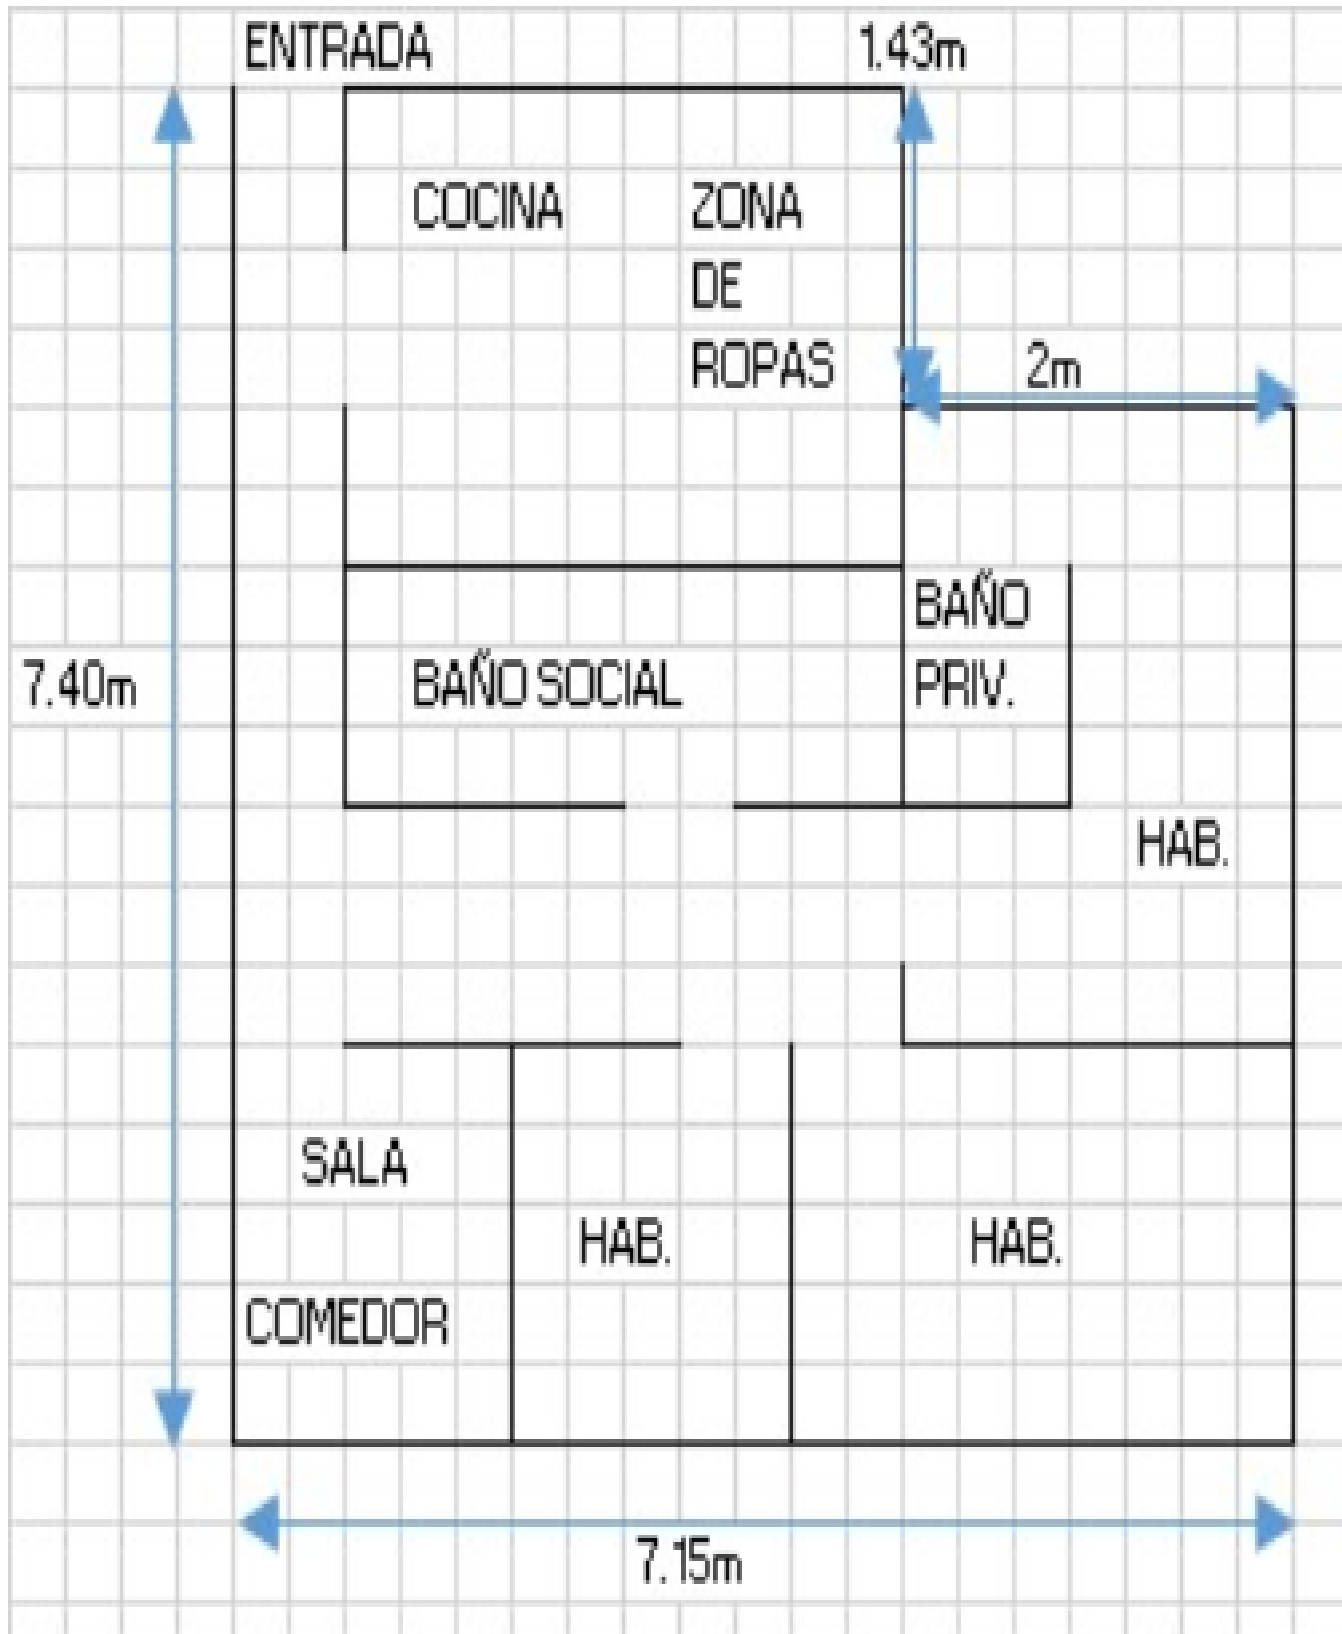 ENTRADA
1.43m
COCINA
ZONA
DE
ROPAS
2m
BAÑO
PRIV.
7.40m
BAÑO SOCIAL
HAB.
SALA
COMEDOR
HAB.
HAB.
7.15m